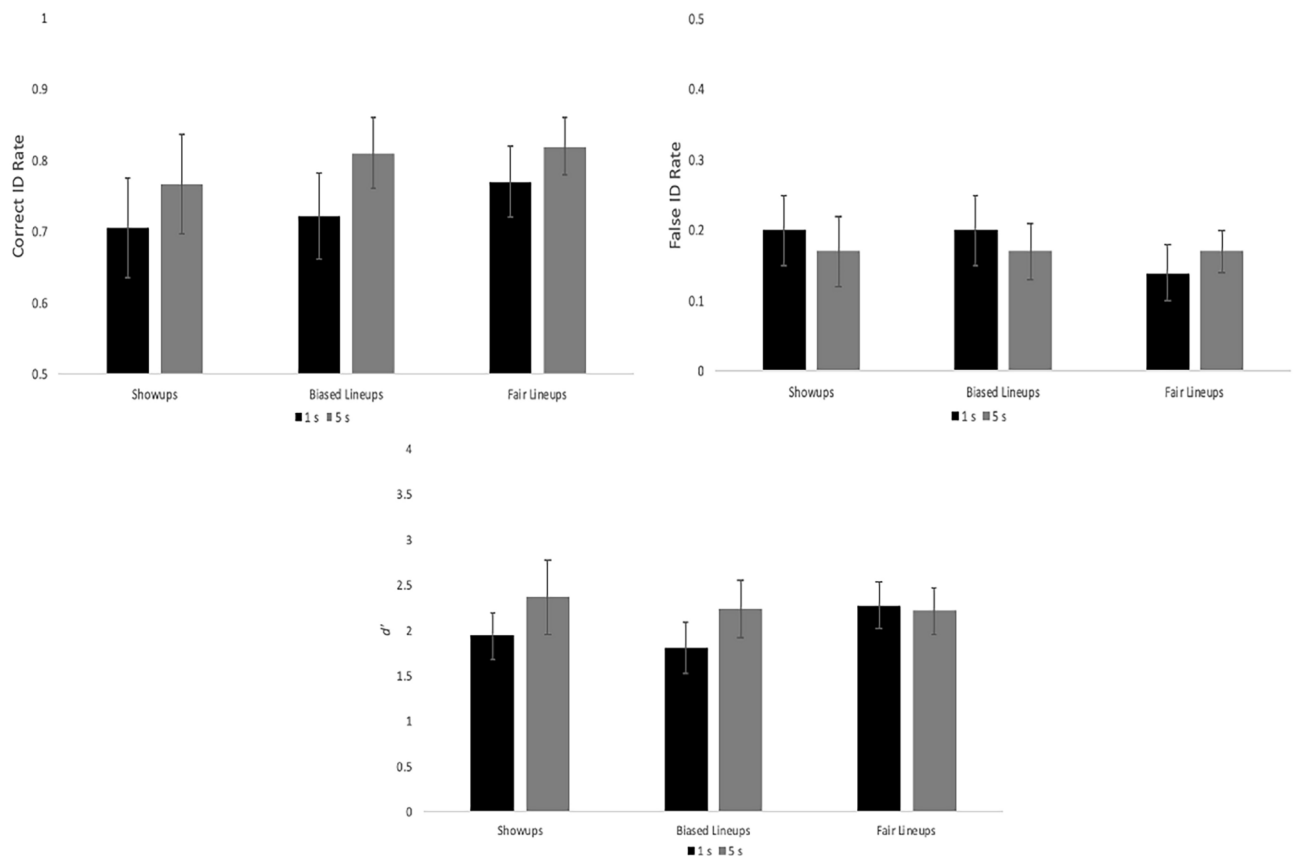 Correct ID Rate
1
0.9
0.8
0.7
0.6
0.5
Showups
Biased Lineups
Fair Lineups
1 s 5 s
False ID Rate
0.5
0.4
0.3
0.2
0.1
0
Showups
Biased Lineups
Fair Lineups
1 s 5 s
d'
4
3.5
3
2.5
2
1.5
1
0.5
0
Showups
Biased Lineups
Fair Lineups
1 s 5 s